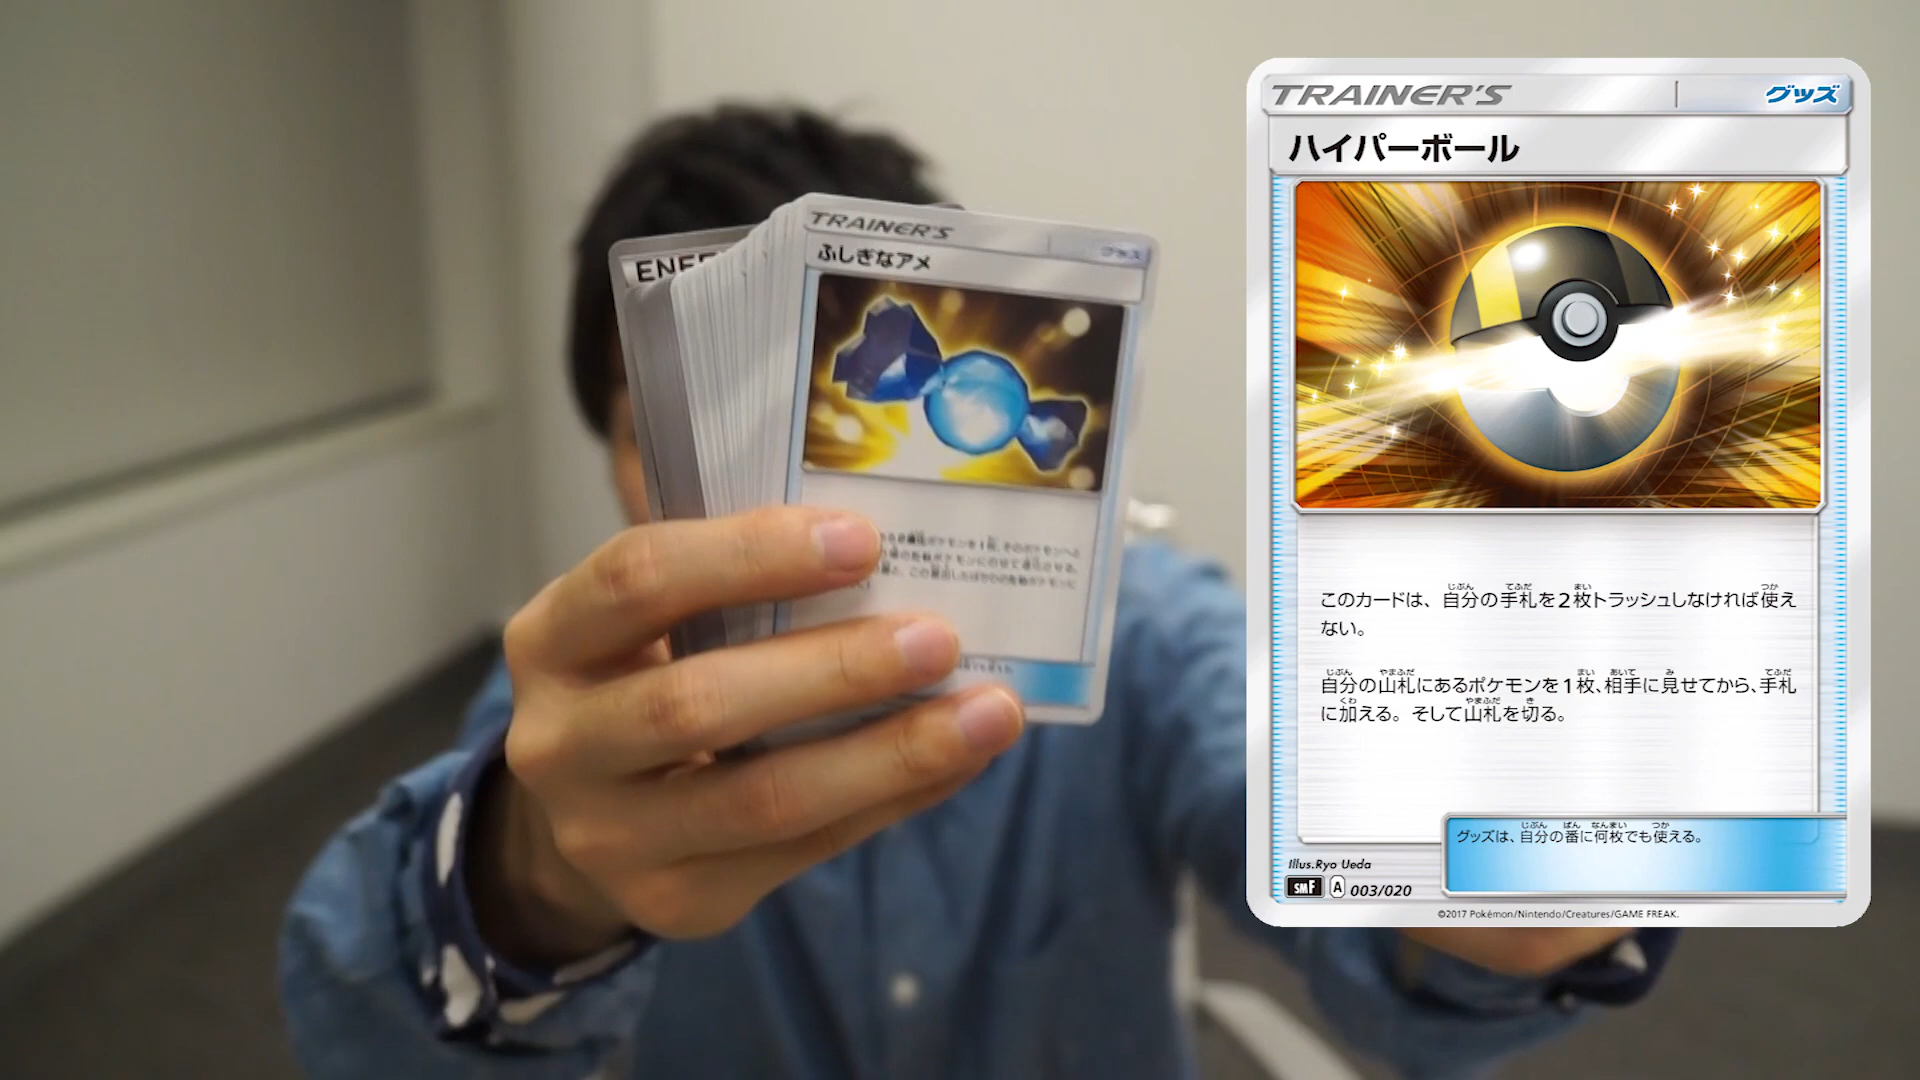 TRAINER'S
グッズ
ふしぎなアメ
TRAINER'S
グッズ
ハイパーボール
このカードは、自分の手札を2枚トラッシュしなければ使え
ない。
自分の山札にあるポケモンを1枚、相手に見せてから、手札
に加える。そして山札を切る。
グッズは、自分の番に何枚でも使える。
Illus.Ryo Ueda
smF A 003/020
©2017 Pokémon/Nintendo/Creatures/GAME FREAK.